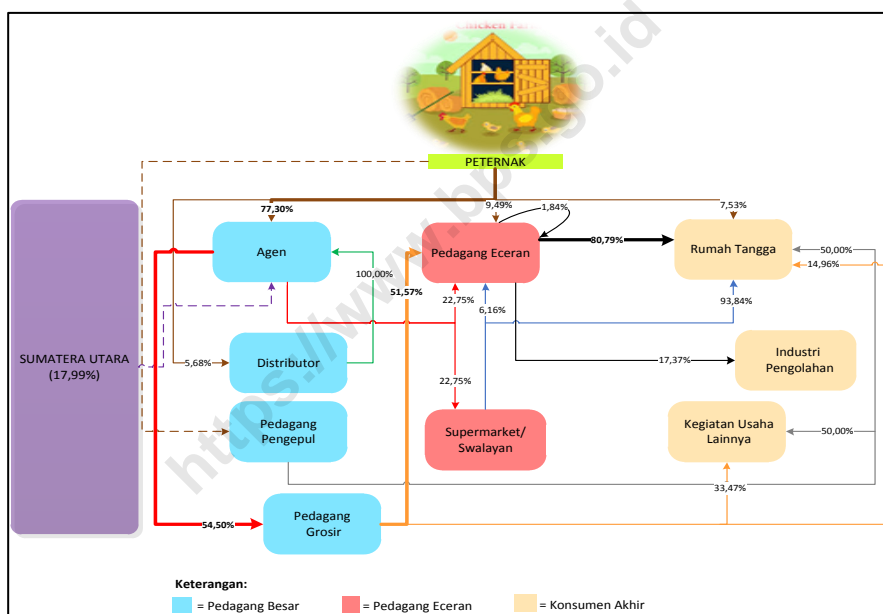 Chicken Farm
PETERNAK
77,30%
9,49%
1,84%
7,53%
Agen
Pedagang Eceran
80,79%
Rumah Tangga
50,00%
14,96%
100,00%
51,57%
22,75%
6,16%
93,84%
SUMATERA UTARA
(17,99%)
5,68%
Distributor
17,37%
Industri
Pengolahan
22,75%
Pedagang
Pengepul
Supermarket/
Swalayan
Kegiatan Usaha
Lainnya
50,00%
33,47%
54,50%
Pedagang
Grosir
Keterangan:
= Pedagang Besar
= Pedagang Eceran
= Konsumen Akhir
https://www.bps.go.id